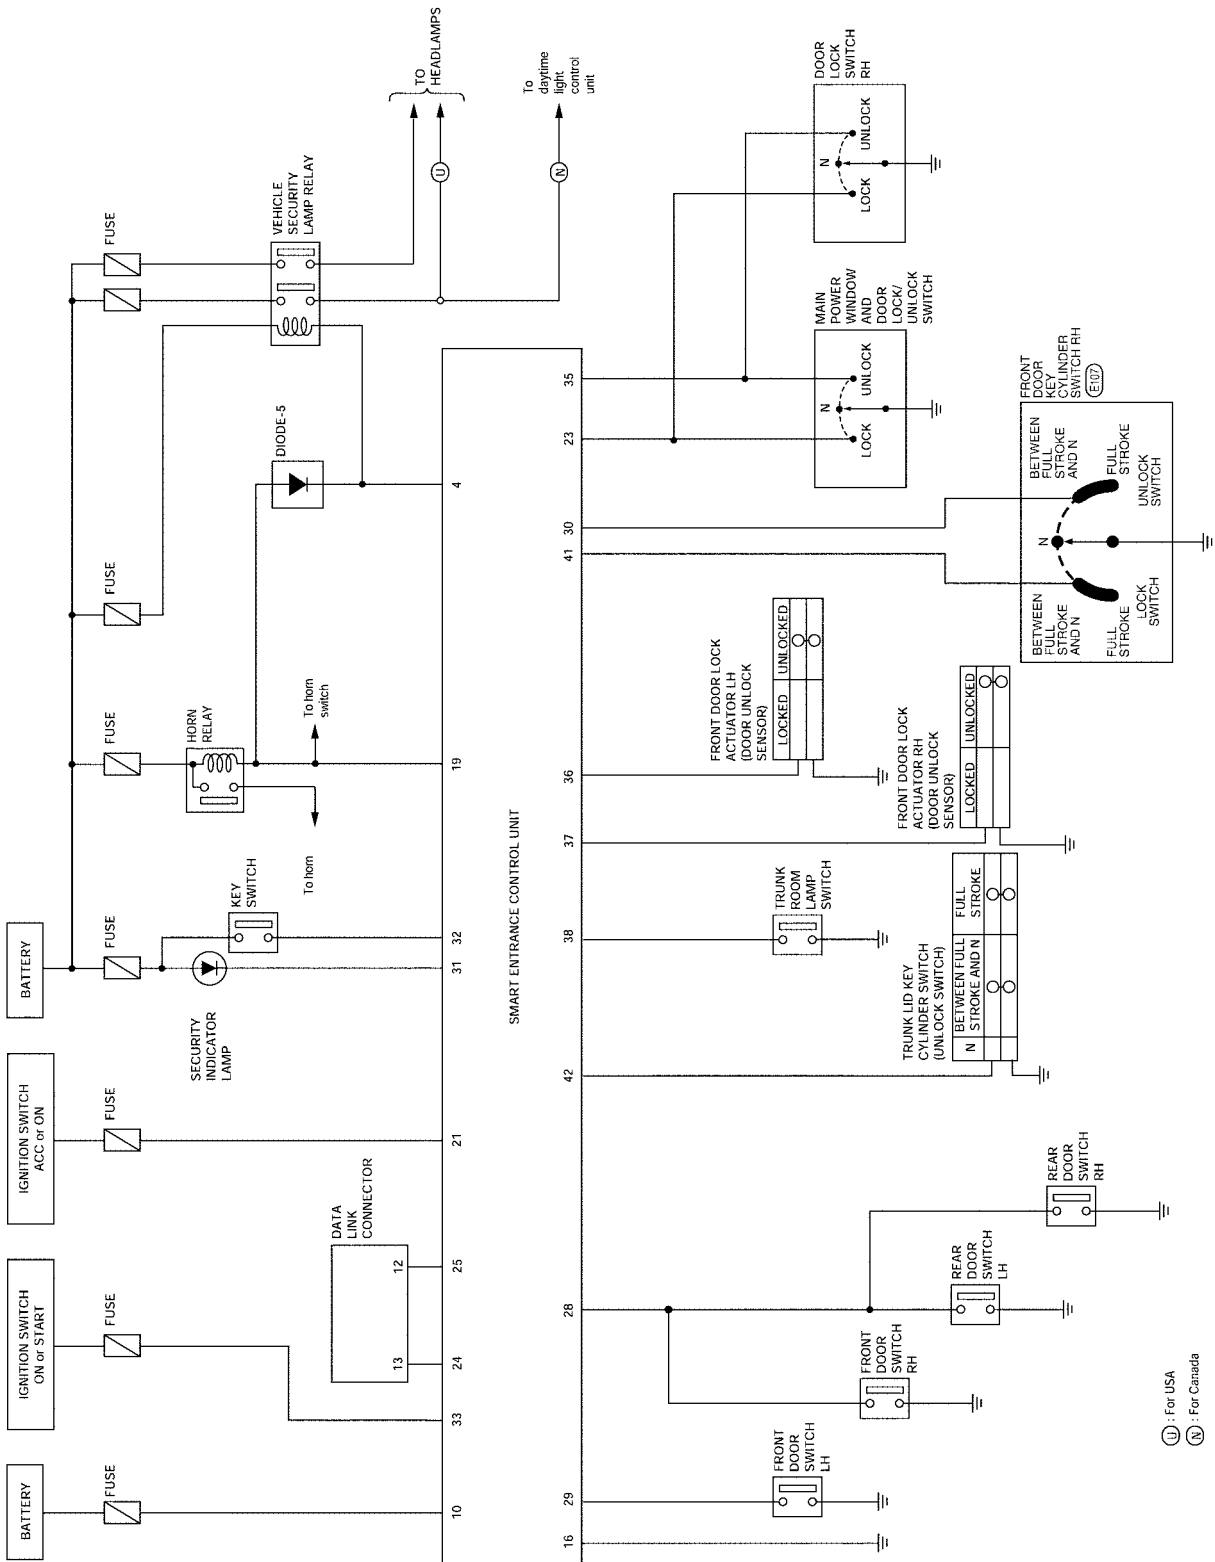 BATTERY
IGNITION SWITCH
ON or START
IGNITION SWITCH
ACC or ON
BATTERY
FUSE
FUSE
FUSE
FUSE
FUSE
FUSE
FUSE
SECURITY
INDICATOR
LAMP
KEY
SWITCH
HORN
RELAY
To horn
To horn
switch
DIODE-5
VEHICLE
SECURITY
LAMP RELAY
TO
HEADLAMPS
U
N
To
daytime
light
control
unit
DATA
LINK
CONNECTOR
13
12
10
33
24
25
21
31
32
19
4
SMART ENTRANCE CONTROL UNIT
16
29
28
42
38
37
36
41
30
23
35
FRONT
DOOR
SWITCH
LH
FRONT
DOOR
SWITCH
RH
REAR
DOOR
SWITCH
LH
REAR
DOOR
SWITCH
RH
TRUNK LID KEY
CYLINDER SWITCH
(UNLOCK SWITCH)
N
BETWEEN FULL
STROKE AND N
FULL
STROKE
TRUNK
ROOM
LAMP
SWITCH
FRONT DOOR LOCK
ACTUATOR RH
(DOOR UNLOCK
SENSOR)
LOCKED
UNLOCKED
FRONT DOOR LOCK
ACTUATOR LH
(DOOR UNLOCK
SENSOR)
LOCKED
UNLOCKED
FRONT
DOOR
KEY
CYLINDER
SWITCH RH
E107
BETWEEN
FULL
STROKE
AND N
N
BETWEEN
FULL
STROKE
AND N
FULL
STROKE
FULL
STROKE
LOCK
SWITCH
UNLOCK
SWITCH
MAIN
POWER
WINDOW
AND
DOOR
LOCK/
UNLOCK
SWITCH
N
LOCK
UNLOCK
DOOR
LOCK
SWITCH
RH
N
LOCK
UNLOCK
U : For USA
N : For Canada